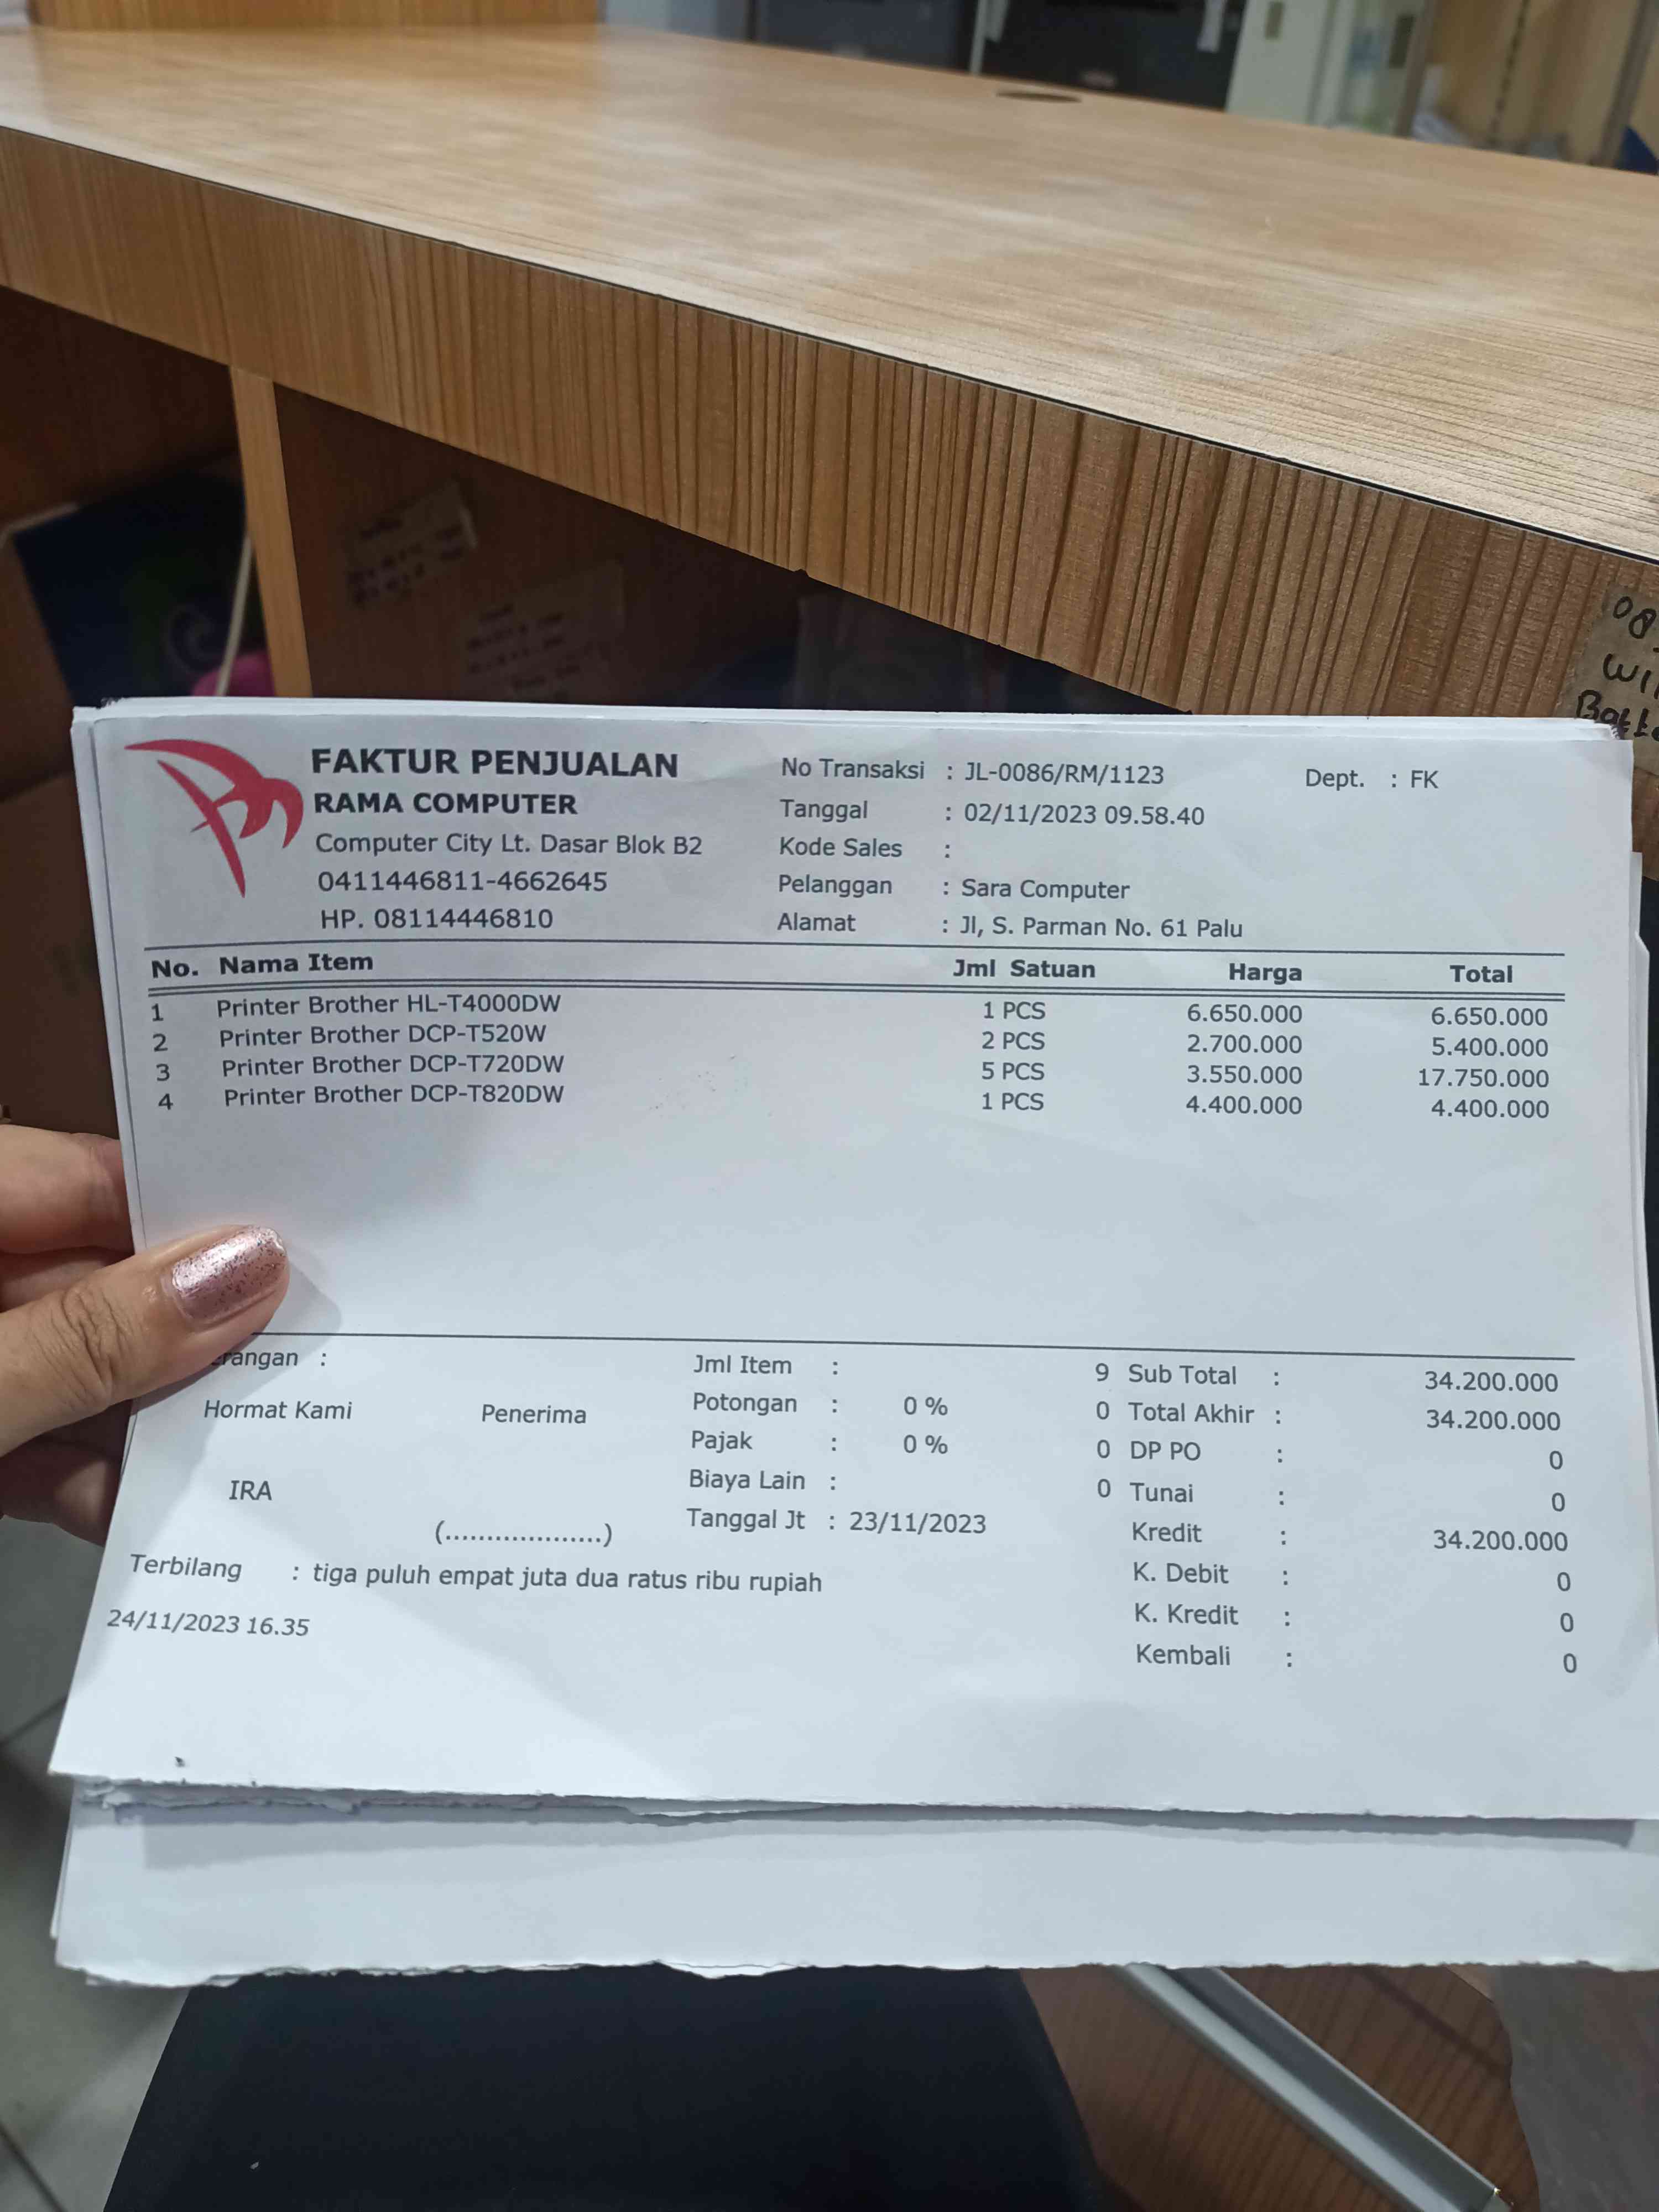 FAKTUR PENJUALAN
RAMA COMPUTER
Computer City Lt. Dasar Blok B2
0411446811-4662645
HP. 08114446810
No Transaksi : JL-0086/RM/1123
Dept. : FK
Tanggal : 02/11/2023 09.58.40
Kode Sales :
Pelanggan : Sara Computer
Alamat : Jl, S. Parman No. 61 Palu
No. Nama Item Jml Satuan Harga Total
1 Printer Brother HL-T4000DW 1 PCS 6.650.000 6.650.000
2 Printer Brother DCP-T520W 2 PCS 2.700.000 5.400.000
3 Printer Brother DCP-T720DW 5 PCS 3.550.000 17.750.000
4 Printer Brother DCP-T820DW 1 PCS 4.400.000 4.400.000
rangan :
Hormat Kami Penerima
IRA
(...................)
Jml Item : 9
Potongan : 0 % 0
Pajak : 0 % 0
Biaya Lain : 0
Tanggal Jt : 23/11/2023
Sub Total : 34.200.000
Total Akhir : 34.200.000
DP PO : 0
Tunai : 0
Kredit : 34.200.000
K. Debit : 0
K. Kredit : 0
Kembali : 0
Terbilang : tiga puluh empat juta dua ratus ribu rupiah
24/11/2023 16.35
08